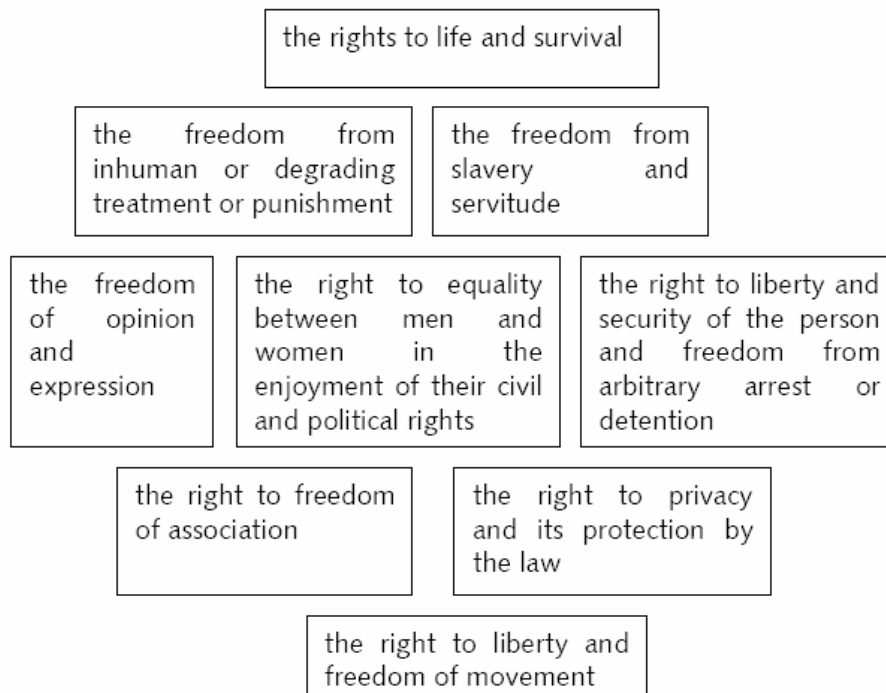 the rights to life and survival
the freedom from
inhuman or degrading
treatment or punishment
the freedom from
slavery and
servitude
the freedom
of opinion
and
expression
the right to equality
between men and
women in the
enjoyment of their civil
and political rights
the right to liberty and
security of the person
and freedom from
arbitrary arrest or
detention
the right to freedom
of association
the right to privacy
and its protection by
the law
the right to liberty and
freedom of movement